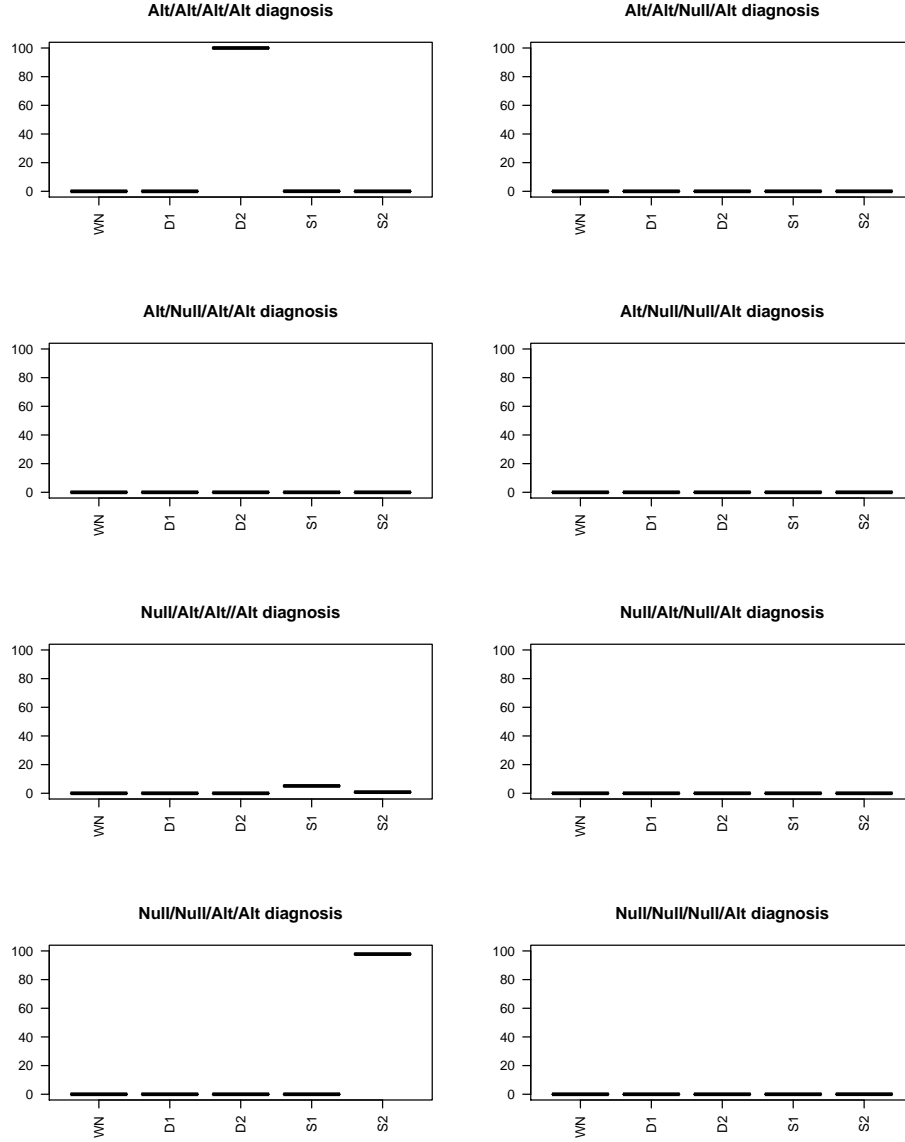 Alt/Alt/Alt/Alt diagnosis
100
80
60
40
20
0
WN
D1
D2
S1
S2
Alt/Alt/Null/Alt diagnosis
100
80
60
40
20
0
WN
D1
D2
S1
S2
Alt/Null/Alt/Alt diagnosis
100
80
60
40
20
0
WN
D1
D2
S1
S2
Alt/Null/Null/Alt diagnosis
100
80
60
40
20
0
WN
D1
D2
S1
S2
Null/Alt/Alt//Alt diagnosis
100
80
60
40
20
0
WN
D1
D2
S1
S2
Null/Alt/Null/Alt diagnosis
100
80
60
40
20
0
WN
D1
D2
S1
S2
Null/Null/Alt/Alt diagnosis
100
80
60
40
20
0
WN
D1
D2
S1
S2
Null/Null/Null/Alt diagnosis
100
80
60
40
20
0
WN
D1
D2
S1
S2